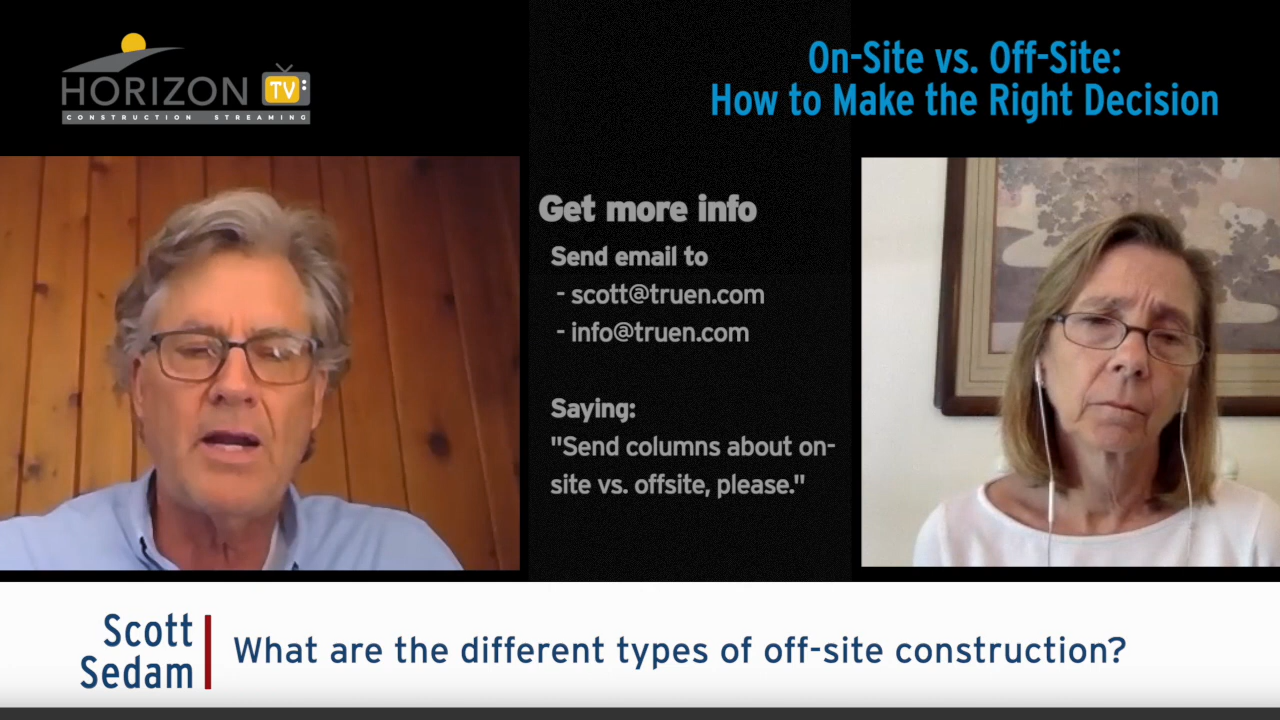 HORIZON TV
CONSTRUCTION STREAMING
On-Site vs. Off-Site:
How to Make the Right Decision
Get more info
Send email to
- scott@truen.com
- info@truen.com
Saying:
"Send columns about on-
site vs. offsite, please."
Scott
Sedam
What are the different types of off-site construction?